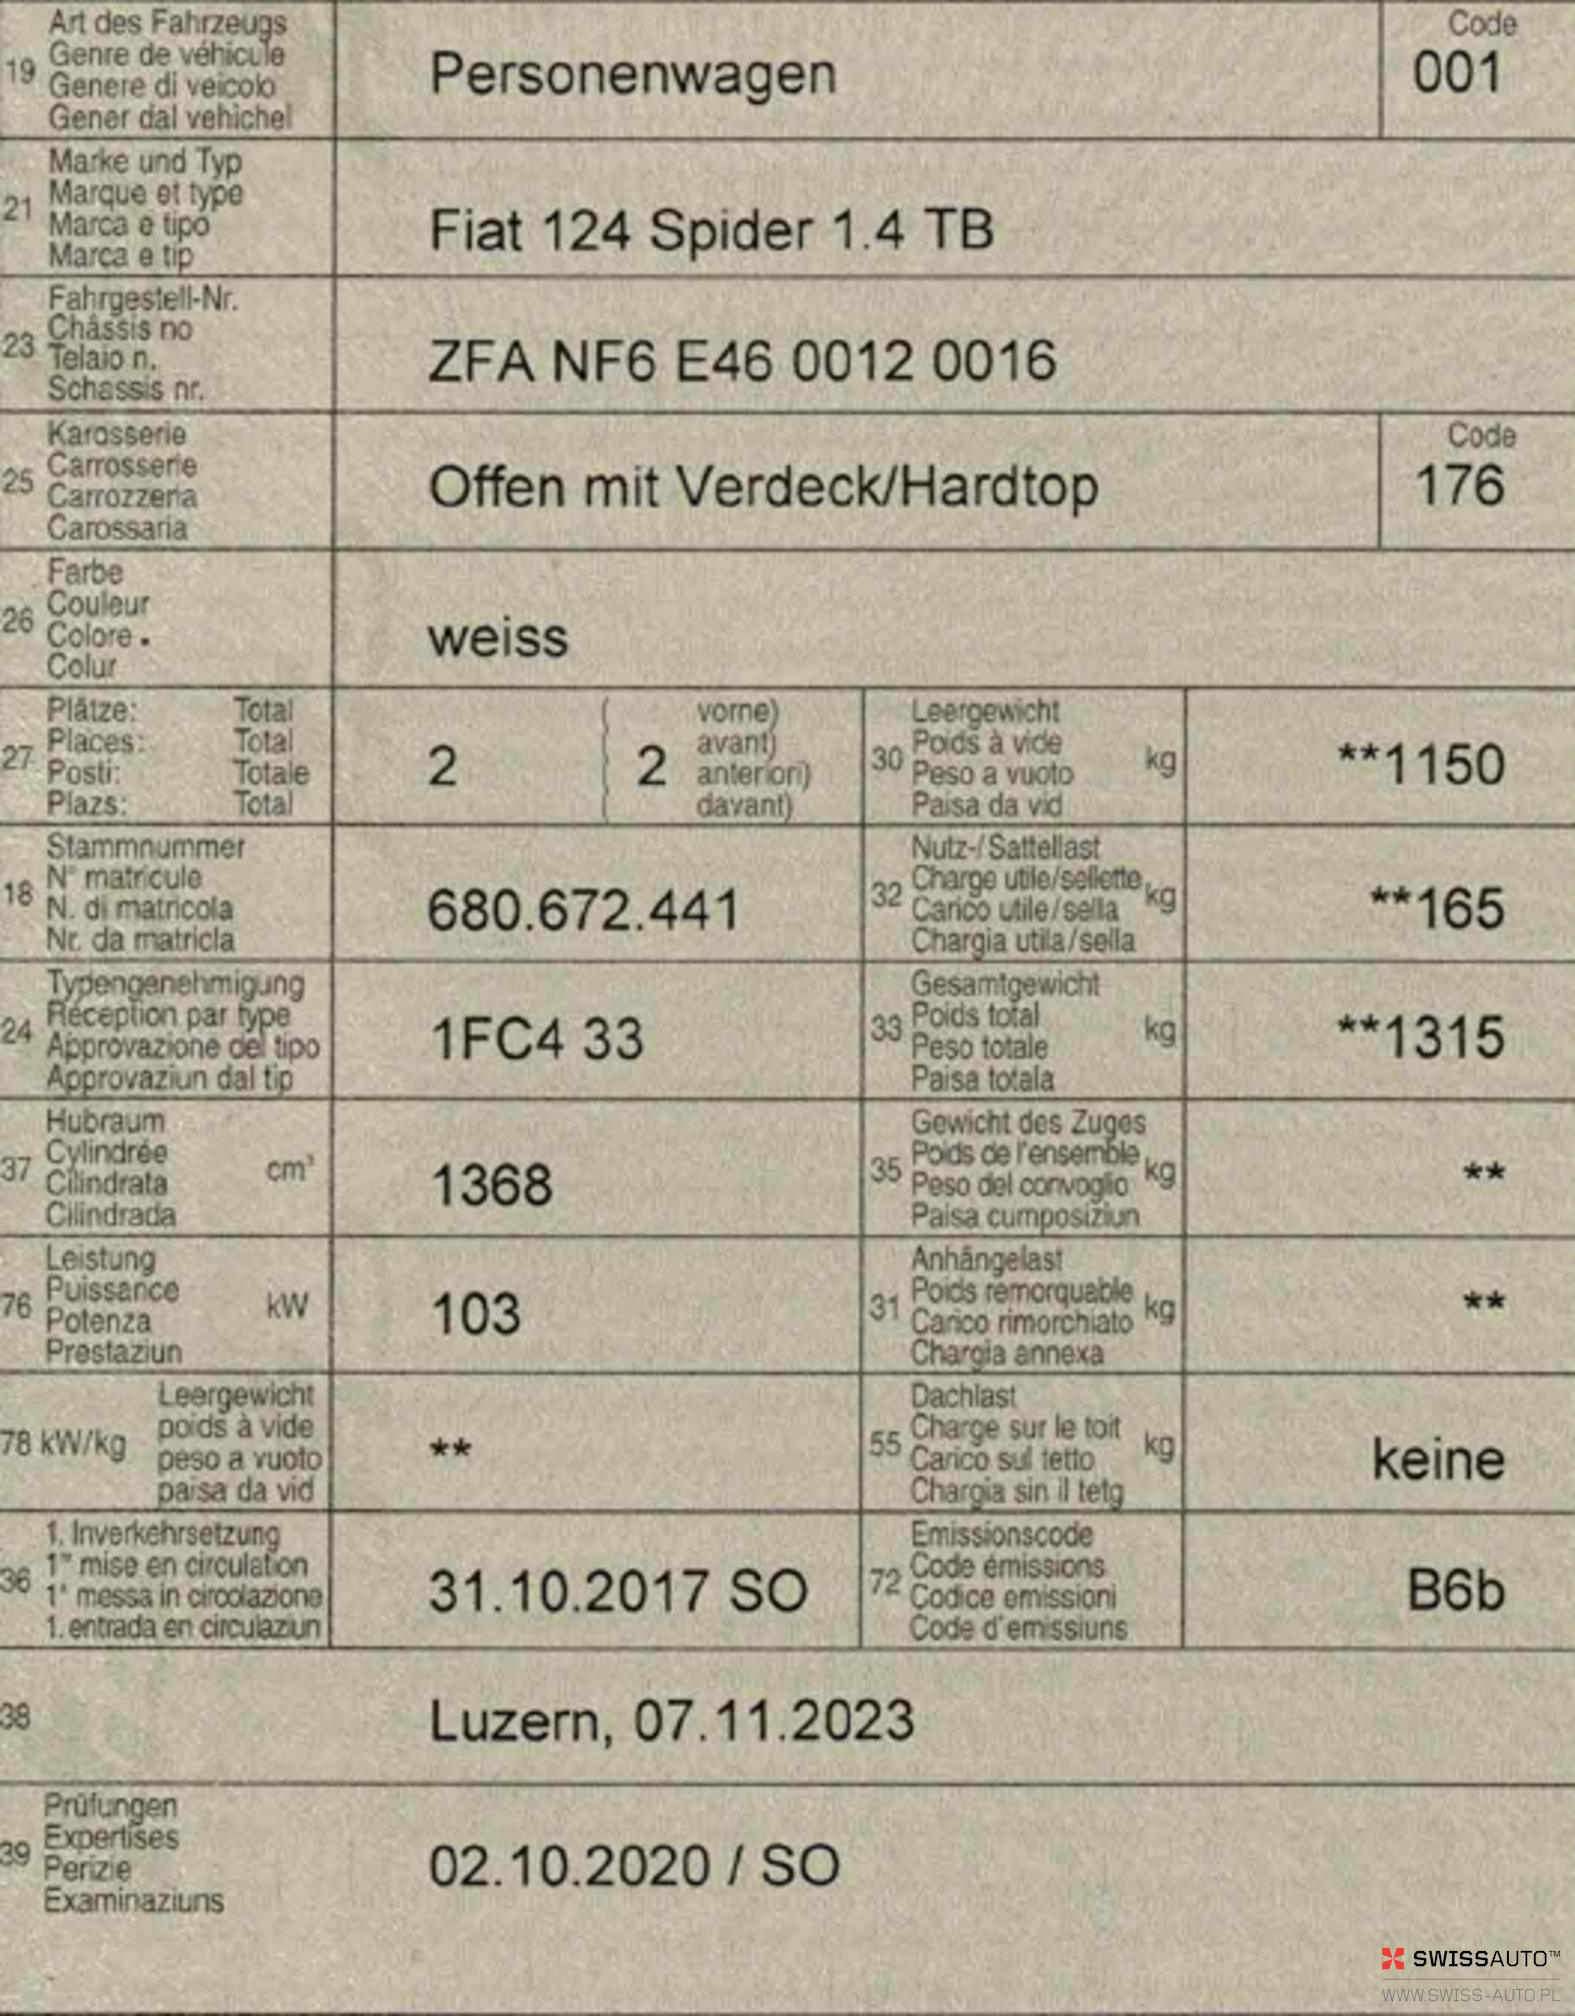 19 Art des Fahrzeugs
Genre de véhicule
Genere di veicolo
Gener dal vehichel
Personenwagen
Code
001
21 Marke und Typ
Marque et type
Marca e tipo
Marca e tip
Fiat 124 Spider 1.4 TB
23 Fahrgestell-Nr.
Châssis no
Telaio n.
Schassis nr.
ZFA NF6 E46 0012 0016
25 Karosserie
Carrosserie
Carrozzeria
Carossaria
Offen mit Verdeck/Hardtop
Code
176
26 Farbe
Couleur
Colore
Colur
weiss
27 Plätze: Total
Places: Total
Posti: Totale
Plazs: Total
2 ( 2 vorne)
avant)
anteriori)
davant)
30 Leergewicht
Poids à vide kg
Peso a vuoto
Paisa da vid
**1150
18 Stammnummer
N° matricule
N. di matricola
Nr. da matricla
680.672.441
32 Nutz-/Sattellast
Charge utile/sellette kg
Carico utile/sella
Chargia utila/sella
**165
24 Typengenehmigung
Réception par type
Approvazione del tipo
Approvaziun dal tip
1FC4 33
33 Gesamtgewicht
Poids total kg
Peso totale
Paisa totala
**1315
37 Hubraum
Cylindrée cm³
Cilindrata
Cilindrada
1368
35 Gewicht des Zuges
Poids de l'ensemble kg
Peso del convoglio
Paisa cumposiziun
**
76 Leistung
Puissance kW
Potenza
Prestaziun
103
31 Anhängelast
Poids remorquable kg
Carico rimorchiato
Chargia annexa
**
78 kW/kg Leergewicht
poids à vide
peso a vuoto
paisa da vid
**
55 Dachlast
Charge sur le toit kg
Carico sul tetto
Chargia sin il tetg
keine
36 1. Inverkehrsetzung
1re mise en circulation
1a messa in circolazione
1. entrada en circulaziun
31.10.2017 SO
72 Emissionscode
Code émissions
Codice emissioni
Code d'emissiuns
B6b
38 Luzern, 07.11.2023
39 Prüfungen
Expertises
Perizie
Examinaziuns
02.10.2020 / SO
SWISSAUTO™
WWW.SWISS-AUTO.PL